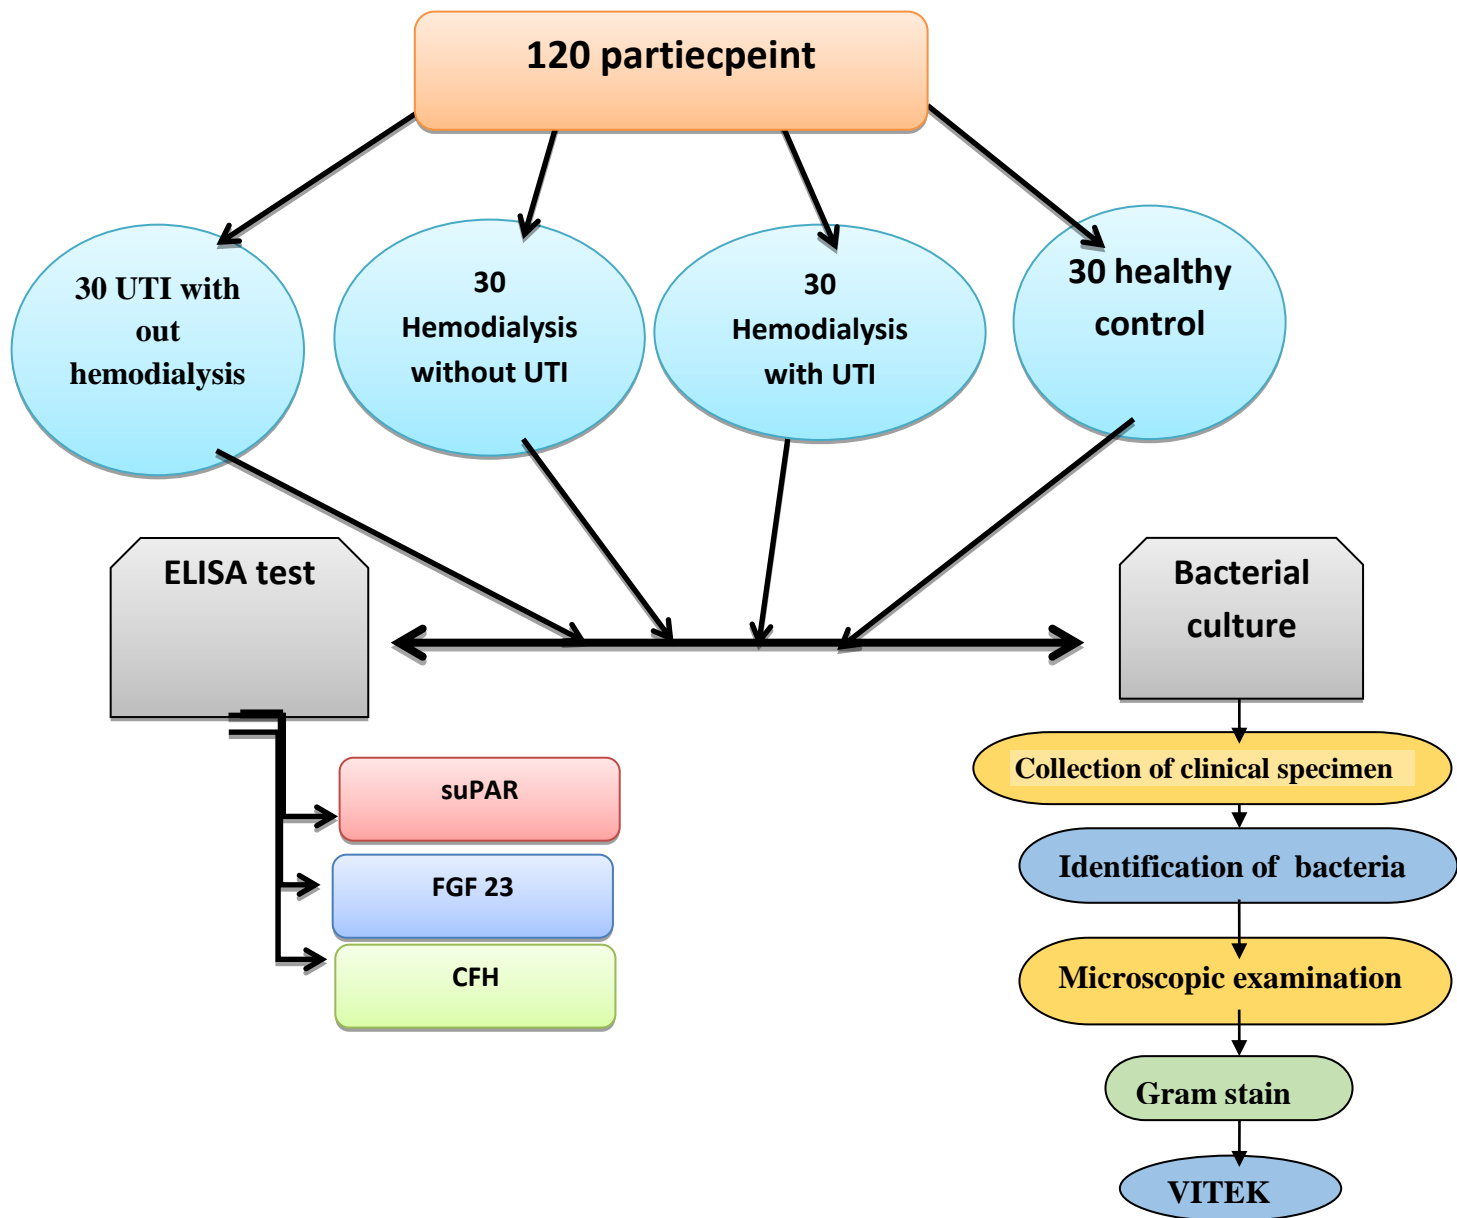 120 partiecpeint
30 UTI with
out
hemodialysis
30
Hemodialysis
without UTI
30
Hemodialysis
with UTI
30 healthy
control
ELISA test
Bacterial
culture
suPAR
FGF 23
CFH
Collection of clinical specimen
Identification of  bacteria
Microscopic examination
Gram stain
VITEK